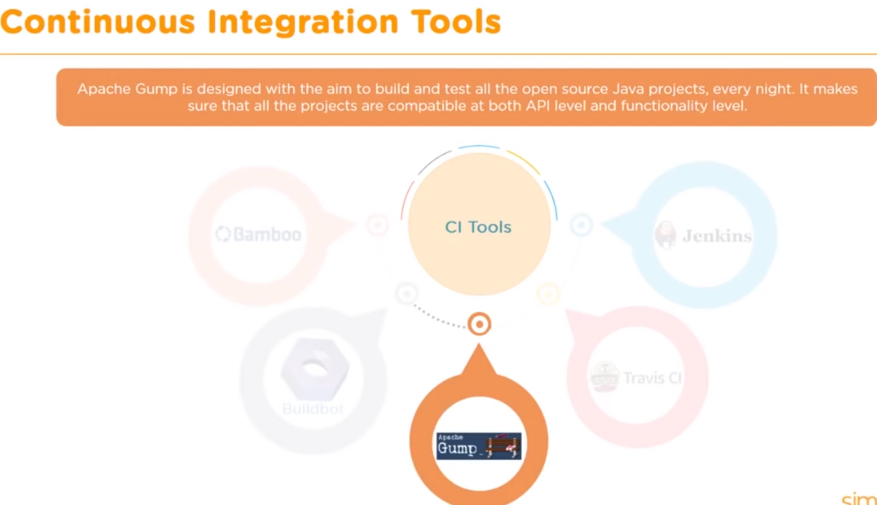 Continuous Integration Tools
Apache Gump is designed with the aim to build and test all the open source Java projects, every night. It makes
sure that all the projects are compatible at both API level and functionality level.
CI Tools
Bamboo
Jenkins
Buildbot
Travis CI
Apache
Gump
sim